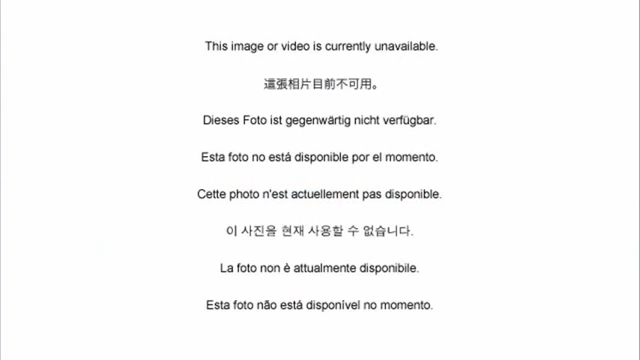 This image or video is currently unavailable.
這張相片目前不可用。
Dieses Foto ist gegenwärtig nicht verfügbar.
Esta foto no está disponible por el momento.
Cette photo n'est actuellement pas disponible.
이 사진을 현재 사용할 수 없습니다.
La foto non è attualmente disponibile.
Esta foto não está disponível no momento.